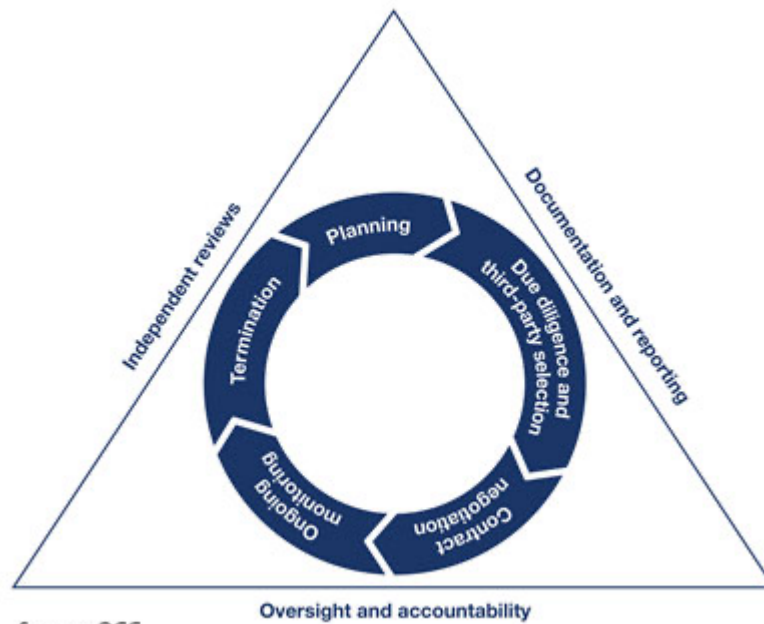 Independent reviews
Documentation and reporting
Planning
Due diligence and
third-party selection
Contract
negotiation
Ongoing
monitoring
Termination
Oversight and accountability